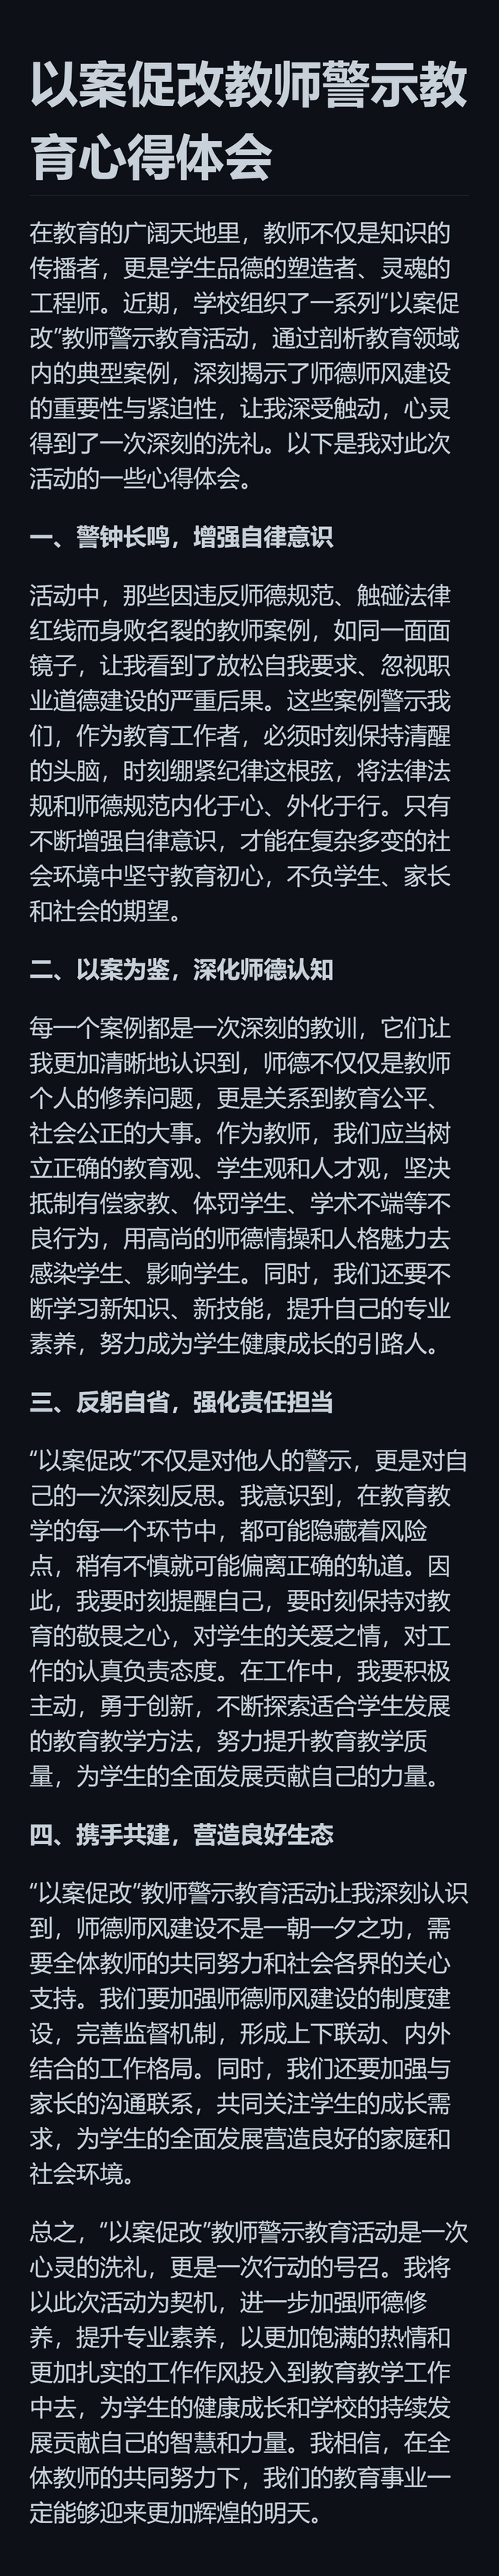 以案促改教师警示教
育心得体会
在教育的广阔天地里，教师不仅是知识的
传播者，更是学生品德的塑造者、灵魂的
工程师。近期，学校组织了一系列“以案促
改”教师警示教育活动，通过剖析教育领域
内的典型案例，深刻揭示了师德师风建设
的重要性与紧迫性，让我深受触动，心灵
得到了一次深刻的洗礼。以下是我对此次
活动的一些心得体会。
一、警钟长鸣，增强自律意识
活动中，那些因违反师德规范、触碰法律
红线而身败名裂的教师案例，如同一面面
镜子，让我看到了放松自我要求、忽视职
业道德建设的严重后果。这些案例警示我
们，作为教育工作者，必须时刻保持清醒
的头脑，时刻绷紧纪律这根弦，将法律法
规和师德规范内化于心、外化于行。只有
不断增强自律意识，才能在复杂多变的社
会环境中坚守教育初心，不负学生、家长
和社会的期望。
二、以案为鉴，深化师德认知
每一个案例都是一次深刻的教训，它们让
我更加清晰地认识到，师德不仅仅是教师
个人的修养问题，更是关系到教育公平、
社会公正的大事。作为教师，我们应当树
立正确的教育观、学生观和人才观，坚决
抵制有偿家教、体罚学生、学术不端等不
良行为，用高尚的师德情操和人格魅力去
感染学生、影响学生。同时，我们还要不
断学习新知识、新技能，提升自己的专业
素养，努力成为学生健康成长的引路人。
三、反躬自省，强化责任担当
“以案促改”不仅是对他人的警示，更是对自
己的一次深刻反思。我意识到，在教育教
学的每一个环节中，都可能隐藏着风险
点，稍有不慎就可能偏离正确的轨道。因
此，我要时刻提醒自己，要时刻保持对教
育的敬畏之心，对学生的关爱之情，对工
作的认真负责态度。在工作中，我要积极
主动，勇于创新，不断探索适合学生发展
的教育教学方法，努力提升教育教学质
量，为学生的全面发展贡献自己的力量。
四、携手共建，营造良好生态
“以案促改”教师警示教育活动让我深刻认识
到，师德师风建设不是一朝一夕之功，需
要全体教师的共同努力和社会各界的关心
支持。我们要加强师德师风建设的制度建
设，完善监督机制，形成上下联动、内外
结合的工作格局。同时，我们还要加强与
家长的沟通联系，共同关注学生的成长需
求，为学生的全面发展营造良好的家庭和
社会环境。
总之，“以案促改”教师警示教育活动是一次
心灵的洗礼，更是一次行动的号召。我将
以此次活动为契机，进一步加强师德修
养，提升专业素养，以更加饱满的热情和
更加扎实的工作作风投入到教育教学工作
中去，为学生的健康成长和学校的持续发
展贡献自己的智慧和力量。我相信，在全
体教师的共同努力下，我们的教育事业一
定能够迎来更加辉煌的明天。